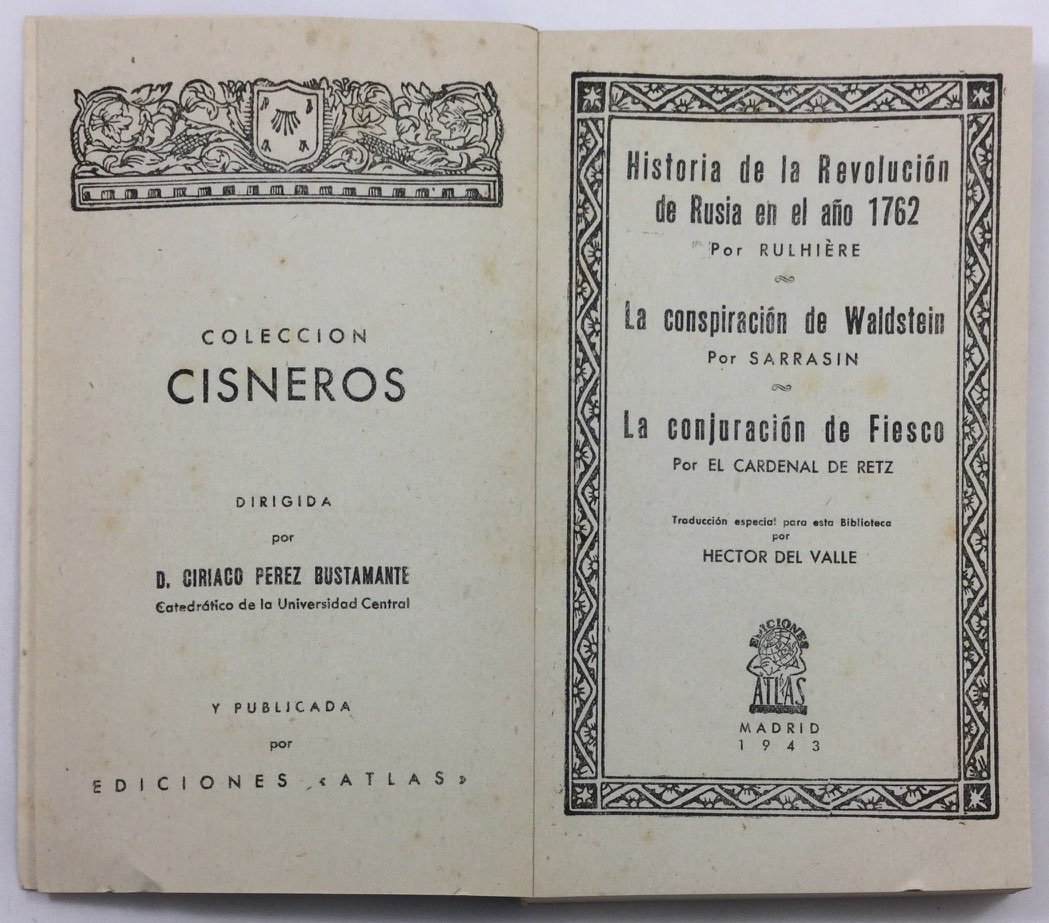 COLECCION
CISNEROS
DIRIGIDA
por
D. CIRIACO PEREZ BUSTAMANTE
Catedrático de la Universidad Central
Y PUBLICADA
por
EDICIONES «ATLAS»
Historia de la Revolución
de Rusia en el año 1762
Por RULHIÈRE
La conspiración de Waldstein
Por SARRASIN
La conjuración de Fiesco
Por EL CARDENAL DE RETZ
Traducción especial para esta Biblioteca
por
HECTOR DEL VALLE
EDICIONES
ATLAS
MADRID
1943